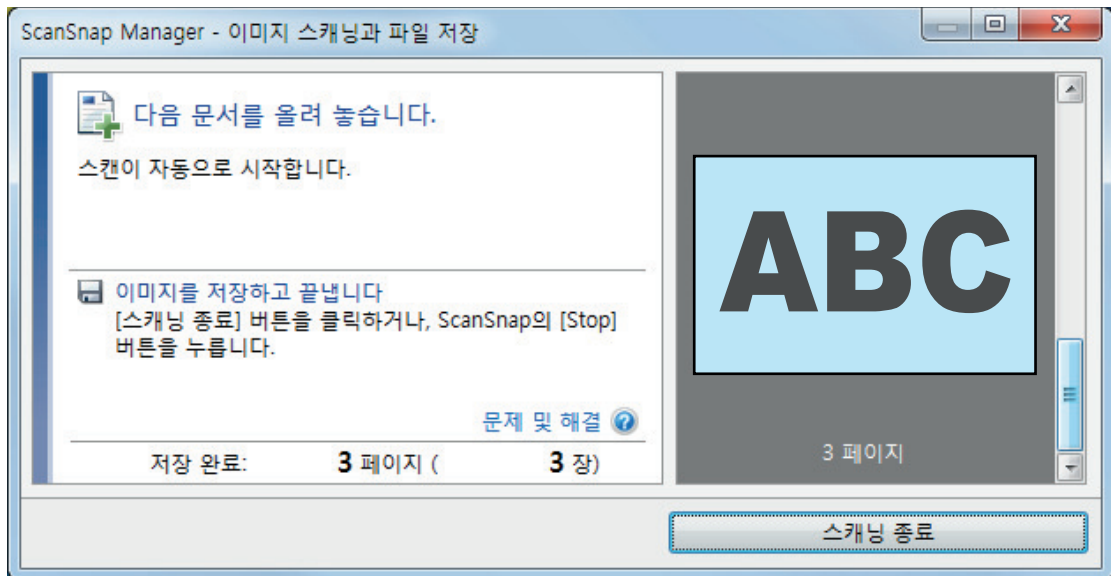 ScanSnap Manager - 이미지 스캐닝과 파일 저장
다음 문서를 올려 놓습니다.
스캔이 자동으로 시작합니다.
이미지를 저장하고 끝냅니다
[스캐닝 종료] 버튼을 클릭하거나, ScanSnap의 [Stop]
버튼을 누릅니다.
문제 및 해결
저장 완료: 3 페이지 ( 3 장)
ABC
3 페이지
스캐닝 종료